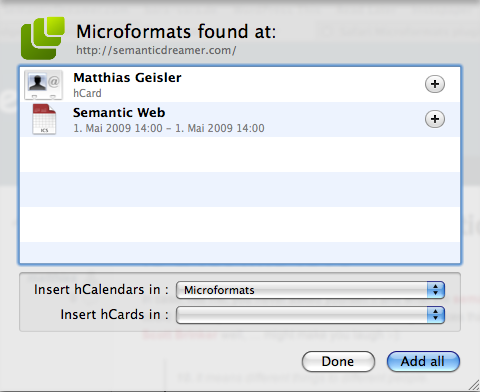 Microformats found at:
http://semanticdreamer.com/
Matthias Geisler
hCard
Semantic Web
1. Mai 2009 14:00 – 1. Mai 2009 14:00
ICS
Insert hCalendars in :
Microformats
Insert hCards in :
Done
Add all